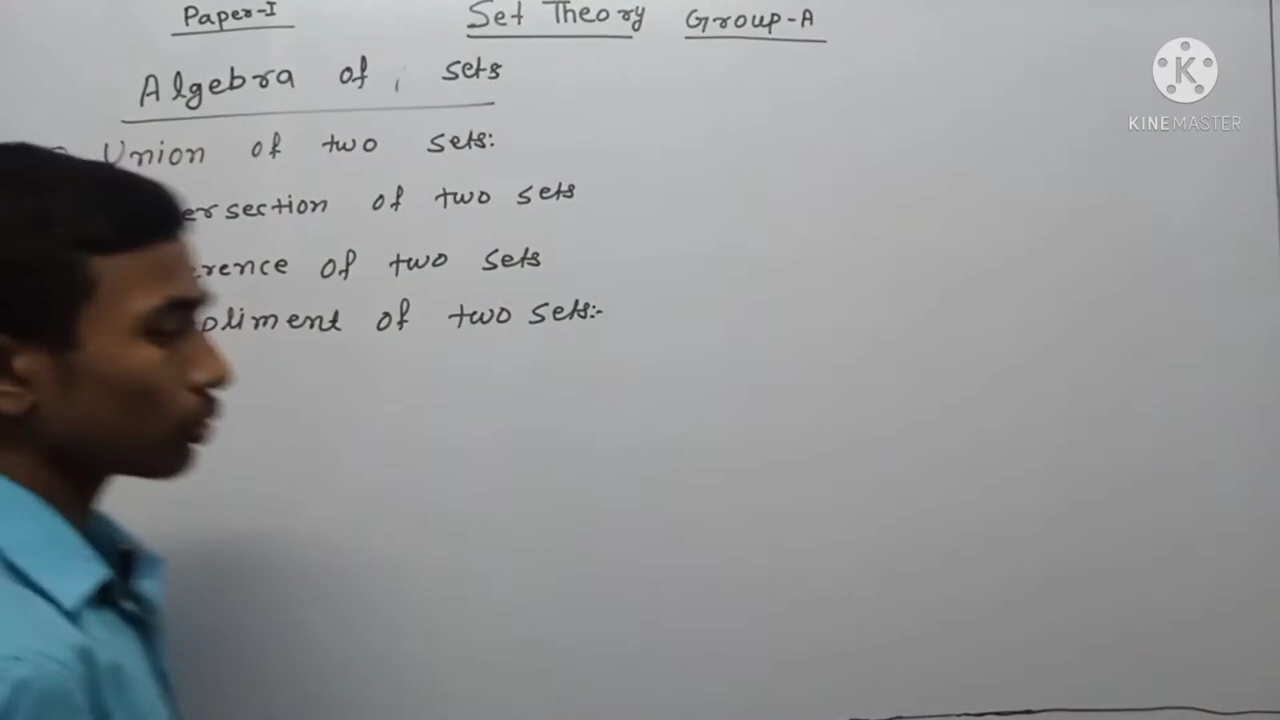 Paper-I Set Theory Group-A
Algebra of sets
Union of two sets:
ersection of two sets
rence of two sets
pliment of two sets:-
KINEMASTER